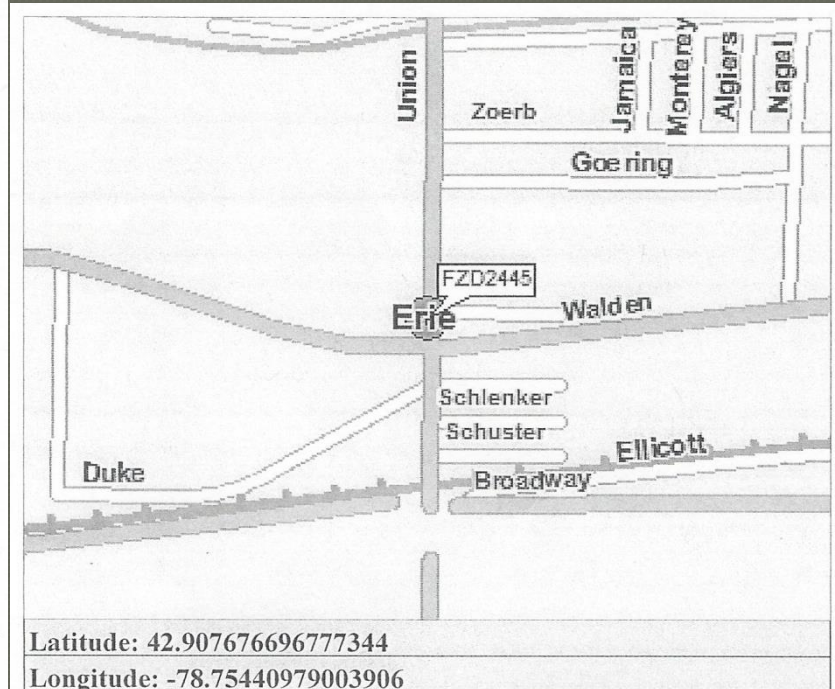 Union
Jamaica
Monterey
Algiers
Nagel
Zoerb
Goering
FZD2445
Erie
Walden
Schlenker
Schuster
Ellicott
Duke
Broadway
Latitude: 42.907676696777344
Longitude: -78.75440979003906